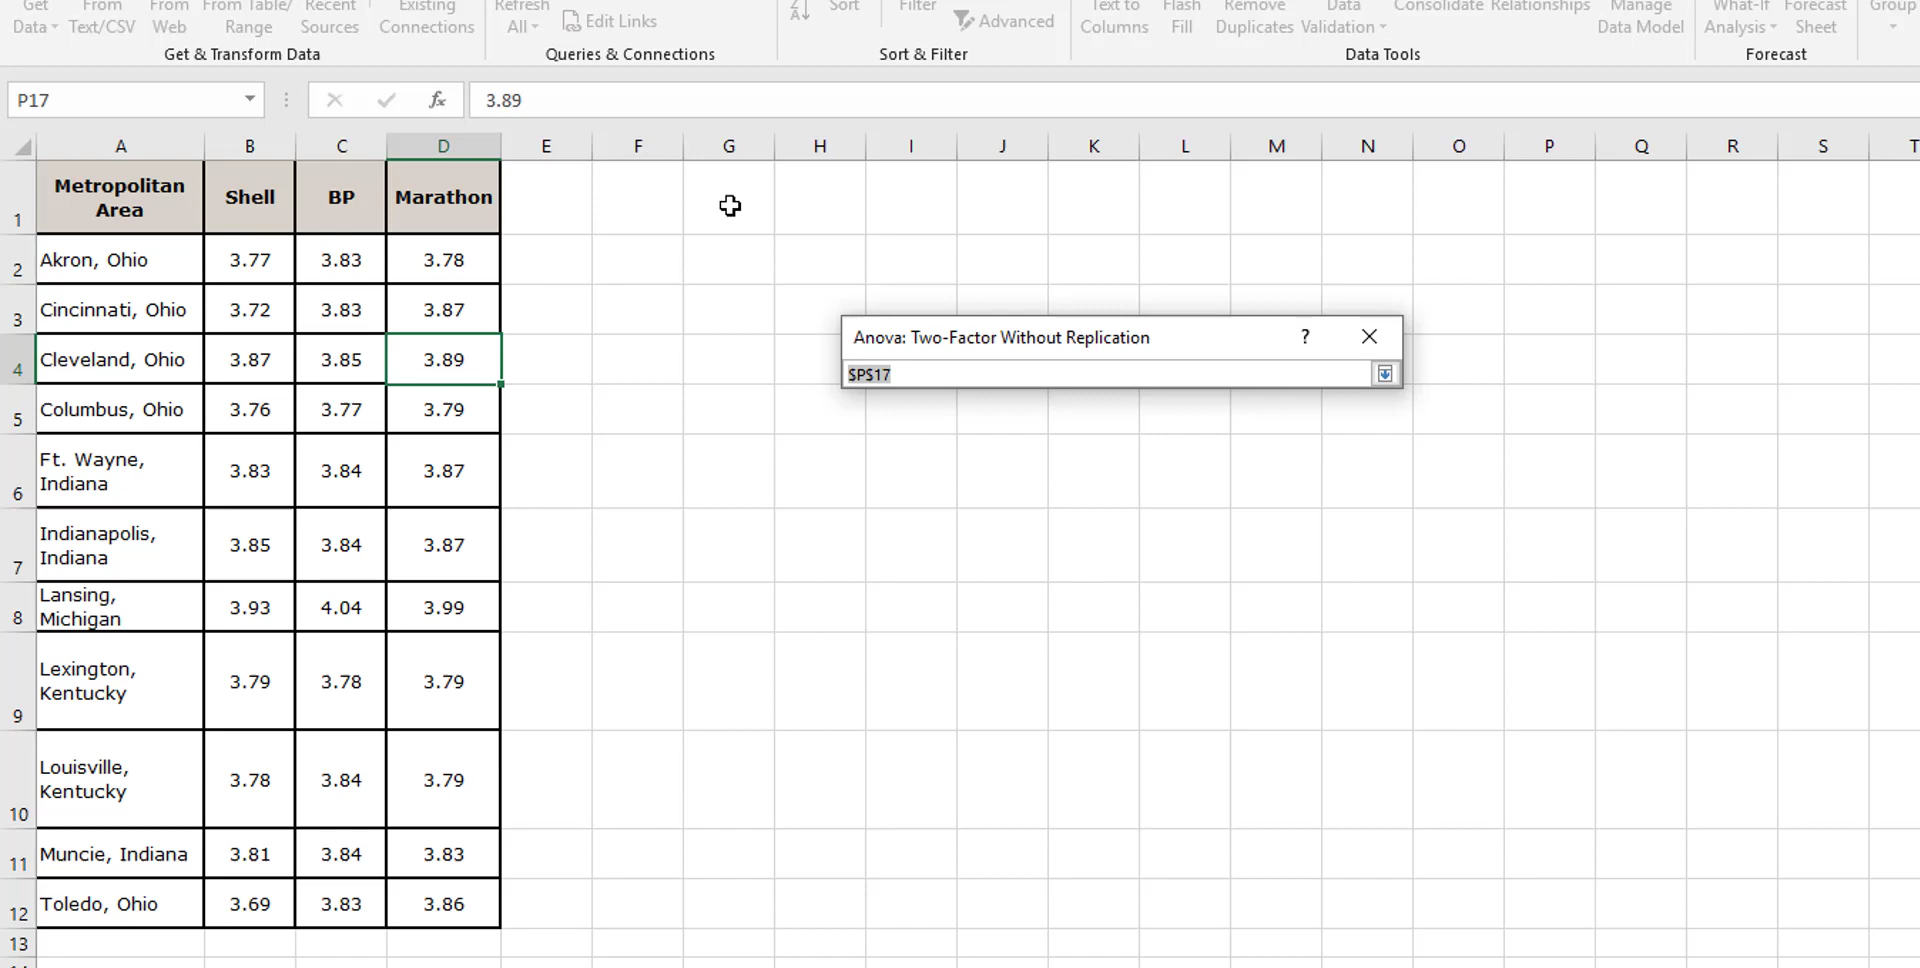 Get From From From Table/ Recent Existing Refresh Sort Filter Text to Flash Remove Data Consolidate Relationships Manage What-If Forecast Group
Data Text/CSV Web Range Sources Connections All Edit Links Advanced Columns Fill Duplicates Validation Data Model Analysis Sheet
Get & Transform Data Queries & Connections Sort & Filter Data Tools Forecast
P17 fx 3.89
A B C D E F G H I J K L M N O P Q R S T
Metropolitan
Area Shell BP Marathon
1
2 Akron, Ohio 3.77 3.83 3.78
3 Cincinnati, Ohio 3.72 3.83 3.87
Anova: Two-Factor Without Replication ?
4 Cleveland, Ohio 3.87 3.85 3.89
$P$17
5 Columbus, Ohio 3.76 3.77 3.79
Ft. Wayne,
Indiana 3.83 3.84 3.87
6
Indianapolis,
Indiana 3.85 3.84 3.87
7
Lansing,
Michigan 3.93 4.04 3.99
8
Lexington,
Kentucky 3.79 3.78 3.79
9
Louisville,
Kentucky 3.78 3.84 3.79
10
11 Muncie, Indiana 3.81 3.84 3.83
12 Toledo, Ohio 3.69 3.83 3.86
13